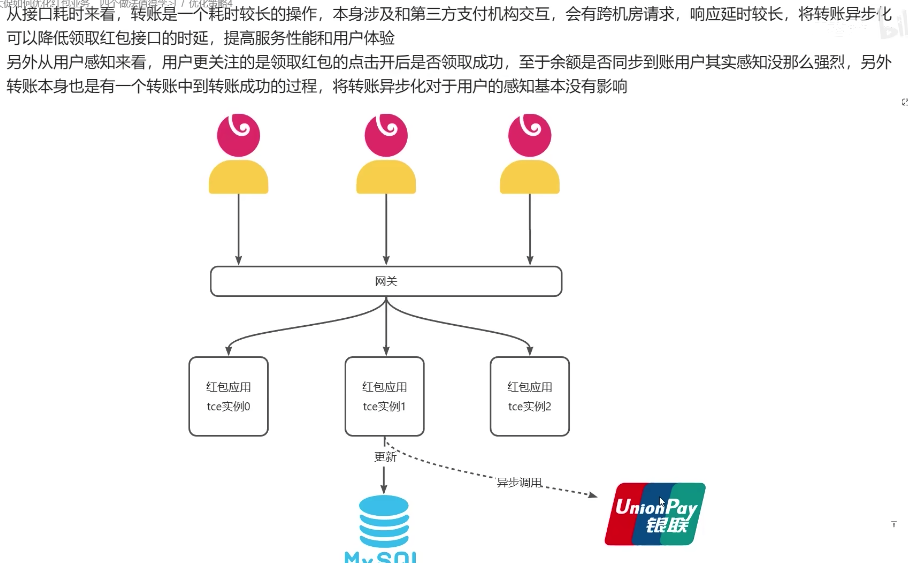 从接口耗时来看，转账是一个耗时较长的操作，本身涉及和第三方支付机构交互，会有跨机房请求，响应延时较长，将转账异步化
可以降低领取红包接口的时延，提高服务性能和用户体验
另外从用户感知来看，用户更关注的是领取红包的点击开后是否领取成功，至于余额是否同步到账用户其实感知没那么强烈，另外
转账本身也是有一个转账中到转账成功的过程，将转账异步化对于用户的感知基本没有影响
网关
红包应用
tce实例0
红包应用
tce实例1
红包应用
tce实例2
更新
异步调用
UnionPay
银联
MySQL